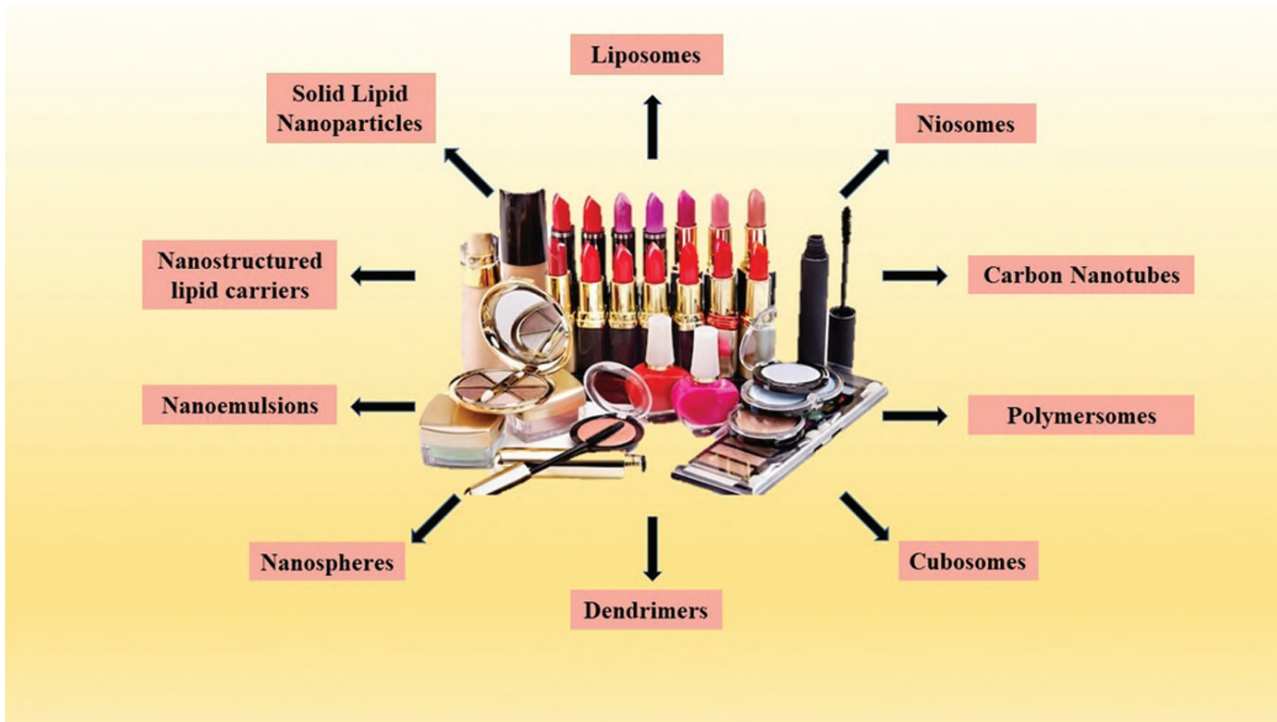 Liposomes
Solid Lipid
Nanoparticles
Niosomes
Nanostructured
lipid carriers
Carbon Nanotubes
Nanoemulsions
Polymersomes
Nanospheres
Cubosomes
Dendrimers